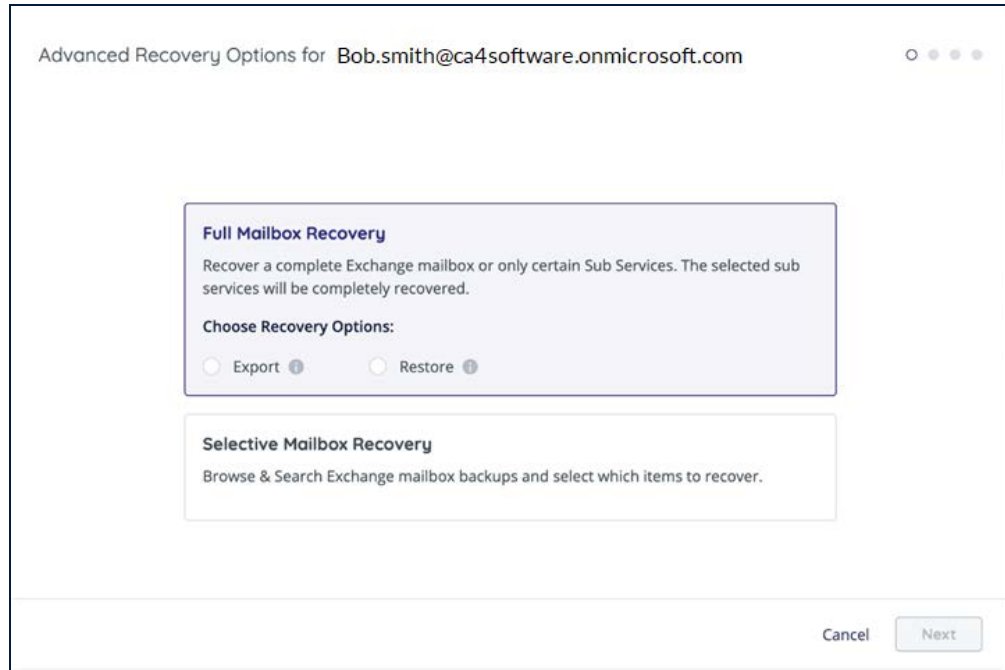 Advanced Recovery Options for Bob.smith@ca4software.onmicrosoft.com
Full Mailbox Recovery
Recover a complete Exchange mailbox or only certain Sub Services. The selected sub
services will be completely recovered.
Choose Recovery Options:
Export Restore
Selective Mailbox Recovery
Browse & Search Exchange mailbox backups and select which items to recover.
Cancel Next